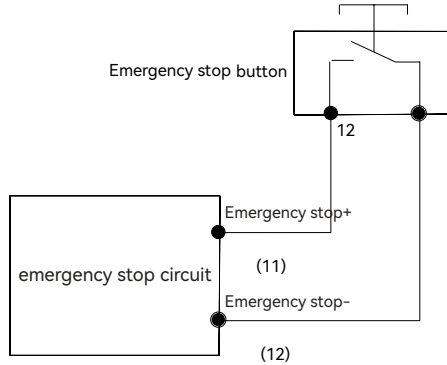 Emergency stop button
12
Emergency stop+
(11)
emergency stop circuit
Emergency stop-
(12)